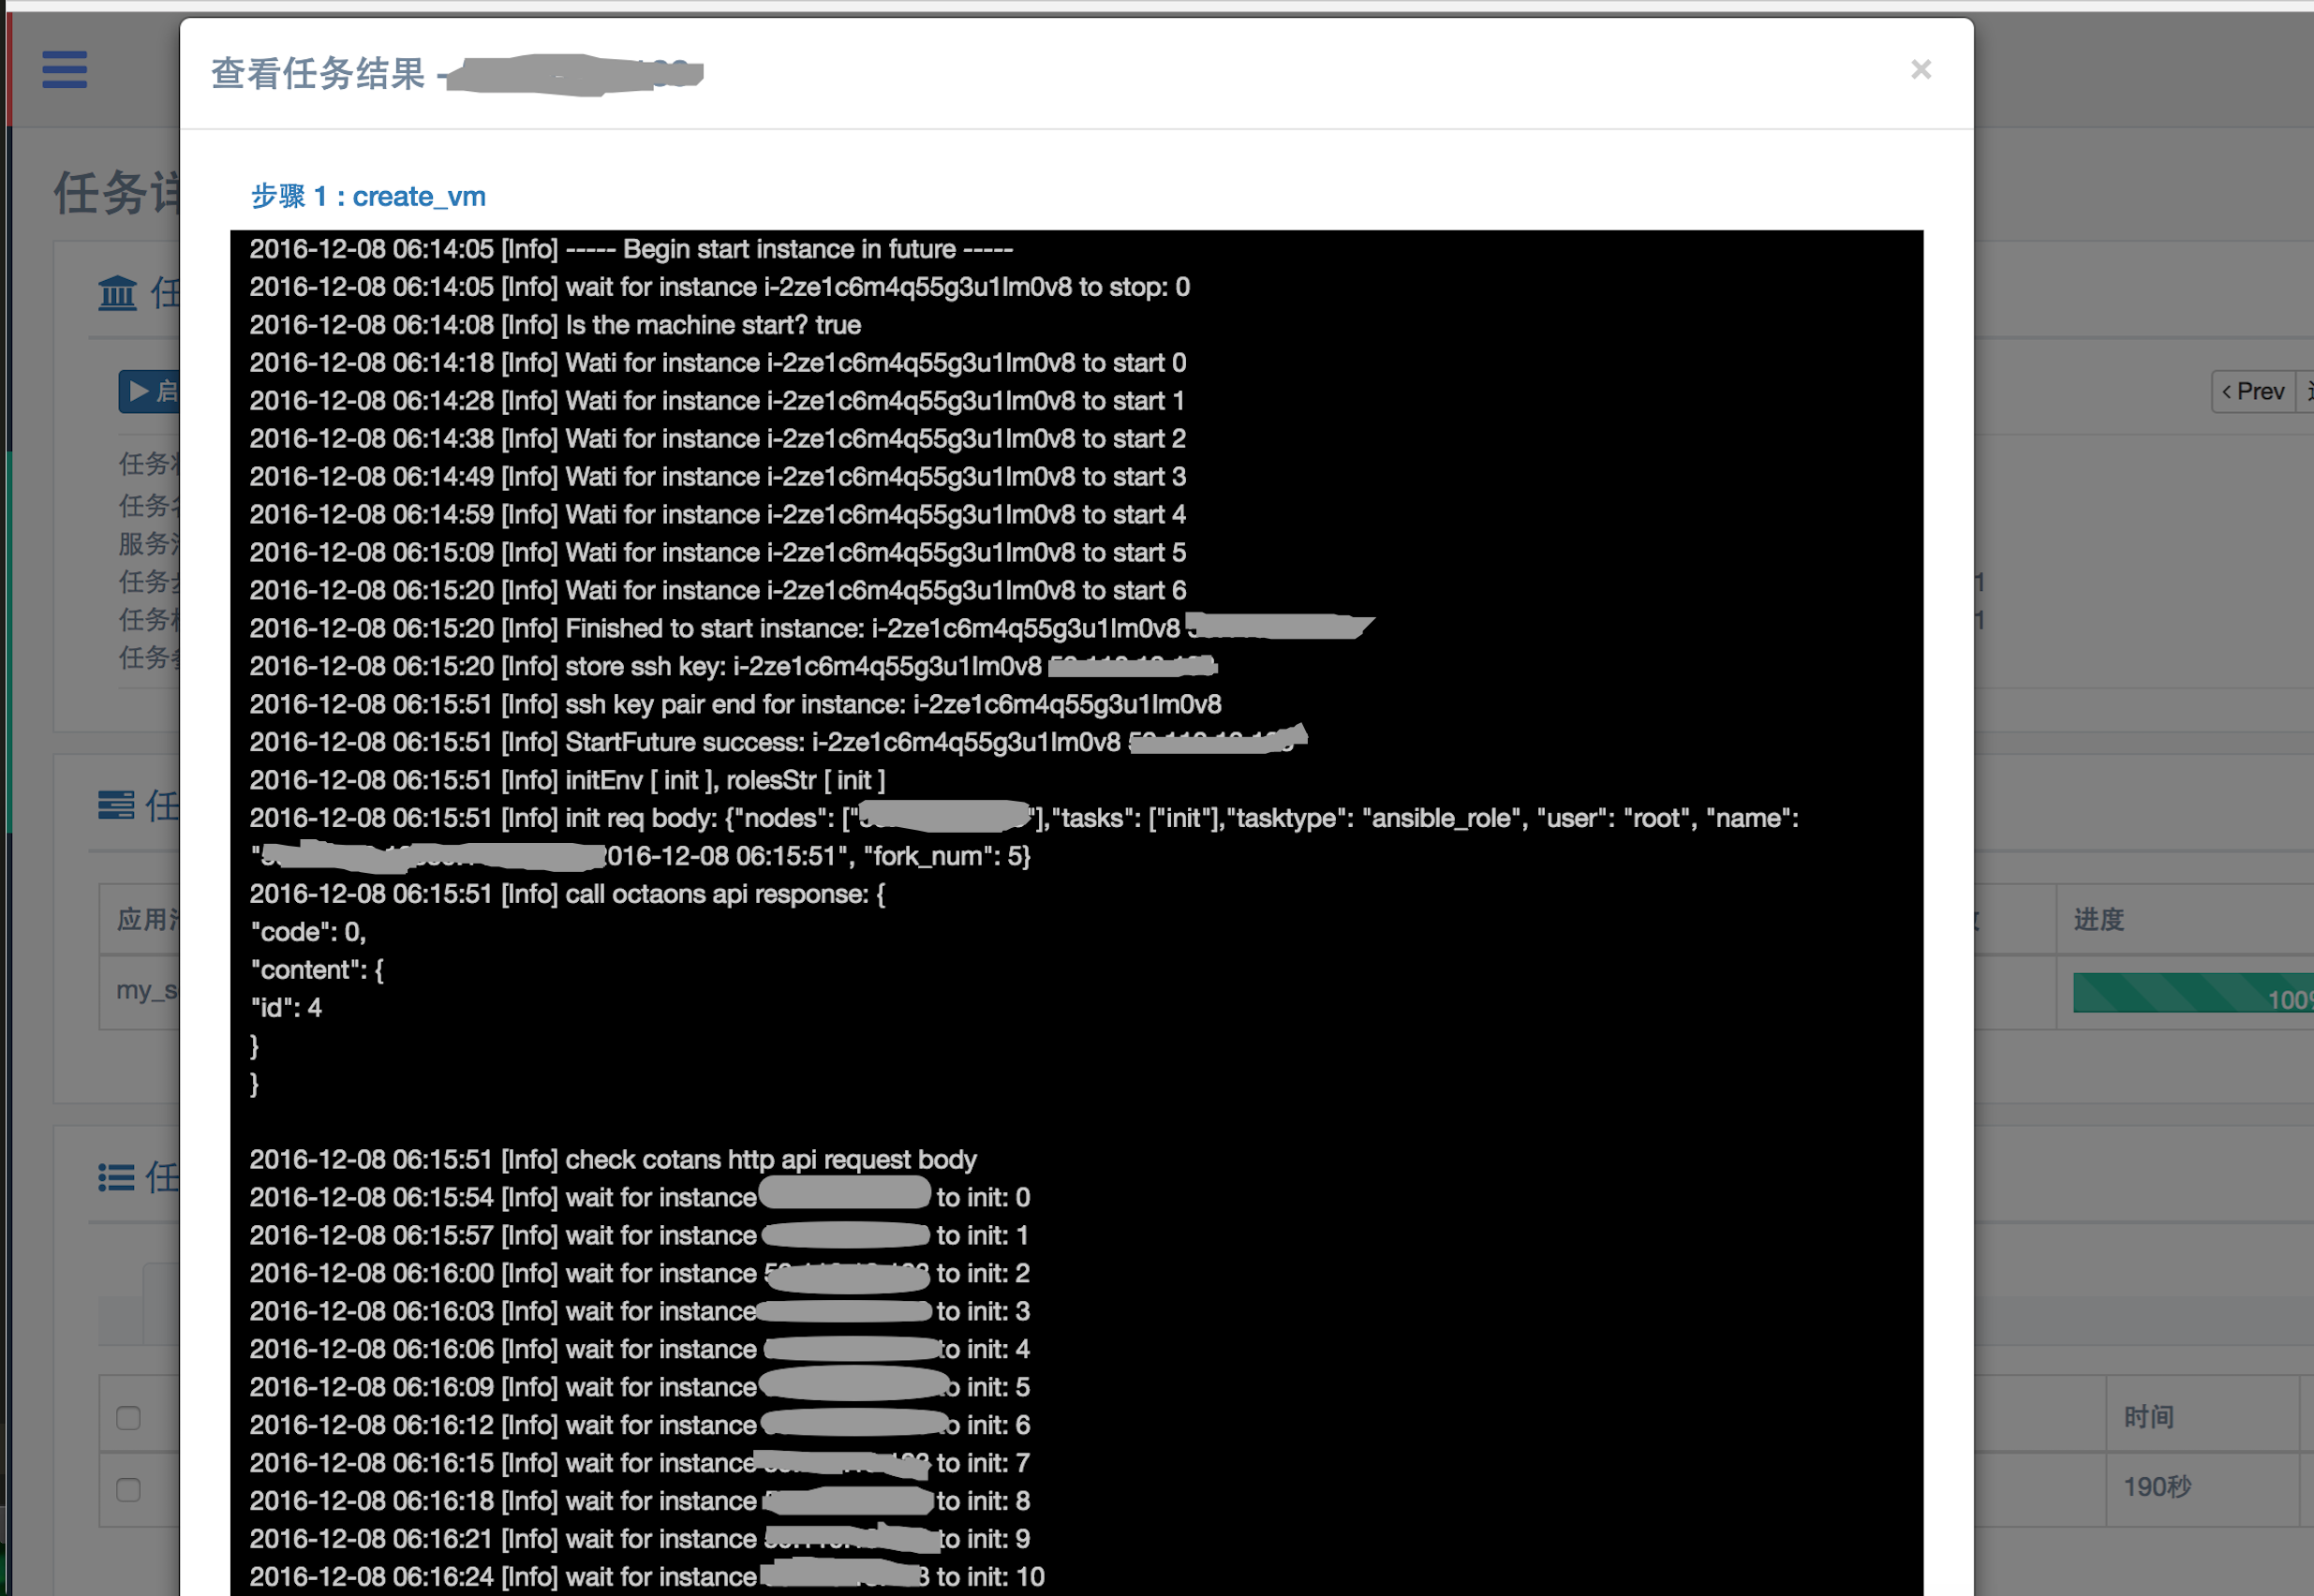 查看任务结果 -
×
步骤 1 : create_vm
2016-12-08 06:14:05 [Info] ----- Begin start instance in future -----
2016-12-08 06:14:05 [Info] wait for instance i-2ze1c6m4q55g3u1lm0v8 to stop: 0
2016-12-08 06:14:08 [Info] Is the machine start? true
2016-12-08 06:14:18 [Info] Wati for instance i-2ze1c6m4q55g3u1lm0v8 to start 0
2016-12-08 06:14:28 [Info] Wati for instance i-2ze1c6m4q55g3u1lm0v8 to start 1
2016-12-08 06:14:38 [Info] Wati for instance i-2ze1c6m4q55g3u1lm0v8 to start 2
2016-12-08 06:14:49 [Info] Wati for instance i-2ze1c6m4q55g3u1lm0v8 to start 3
2016-12-08 06:14:59 [Info] Wati for instance i-2ze1c6m4q55g3u1lm0v8 to start 4
2016-12-08 06:15:09 [Info] Wati for instance i-2ze1c6m4q55g3u1lm0v8 to start 5
2016-12-08 06:15:20 [Info] Wati for instance i-2ze1c6m4q55g3u1lm0v8 to start 6
2016-12-08 06:15:20 [Info] Finished to start instance: i-2ze1c6m4q55g3u1lm0v8
2016-12-08 06:15:20 [Info] store ssh key: i-2ze1c6m4q55g3u1lm0v8
2016-12-08 06:15:51 [Info] ssh key pair end for instance: i-2ze1c6m4q55g3u1lm0v8
2016-12-08 06:15:51 [Info] StartFuture success: i-2ze1c6m4q55g3u1lm0v8
2016-12-08 06:15:51 [Info] initEnv [ init ], rolesStr [ init ]
2016-12-08 06:15:51 [Info] init req body: {"nodes": [" "],"tasks": ["init"],"tasktype": "ansible_role", "user": "root", "name":
" 016-12-08 06:15:51", "fork_num": 5}
2016-12-08 06:15:51 [Info] call octaons api response: {
"code": 0,
"content": {
"id": 4
}
}
2016-12-08 06:15:51 [Info] check cotans http api request body
2016-12-08 06:15:54 [Info] wait for instance to init: 0
2016-12-08 06:15:57 [Info] wait for instance to init: 1
2016-12-08 06:16:00 [Info] wait for instance to init: 2
2016-12-08 06:16:03 [Info] wait for instance to init: 3
2016-12-08 06:16:06 [Info] wait for instance to init: 4
2016-12-08 06:16:09 [Info] wait for instance o init: 5
2016-12-08 06:16:12 [Info] wait for instance o init: 6
2016-12-08 06:16:15 [Info] wait for instance to init: 7
2016-12-08 06:16:18 [Info] wait for instance to init: 8
2016-12-08 06:16:21 [Info] wait for instance to init: 9
2016-12-08 06:16:24 [Info] wait for instance to init: 10
任务详
任
启
Prev
任务
任务名
服务
任务
任务
任务
1
1
任
应用
进度
my_s
100%
任
时间
190秒